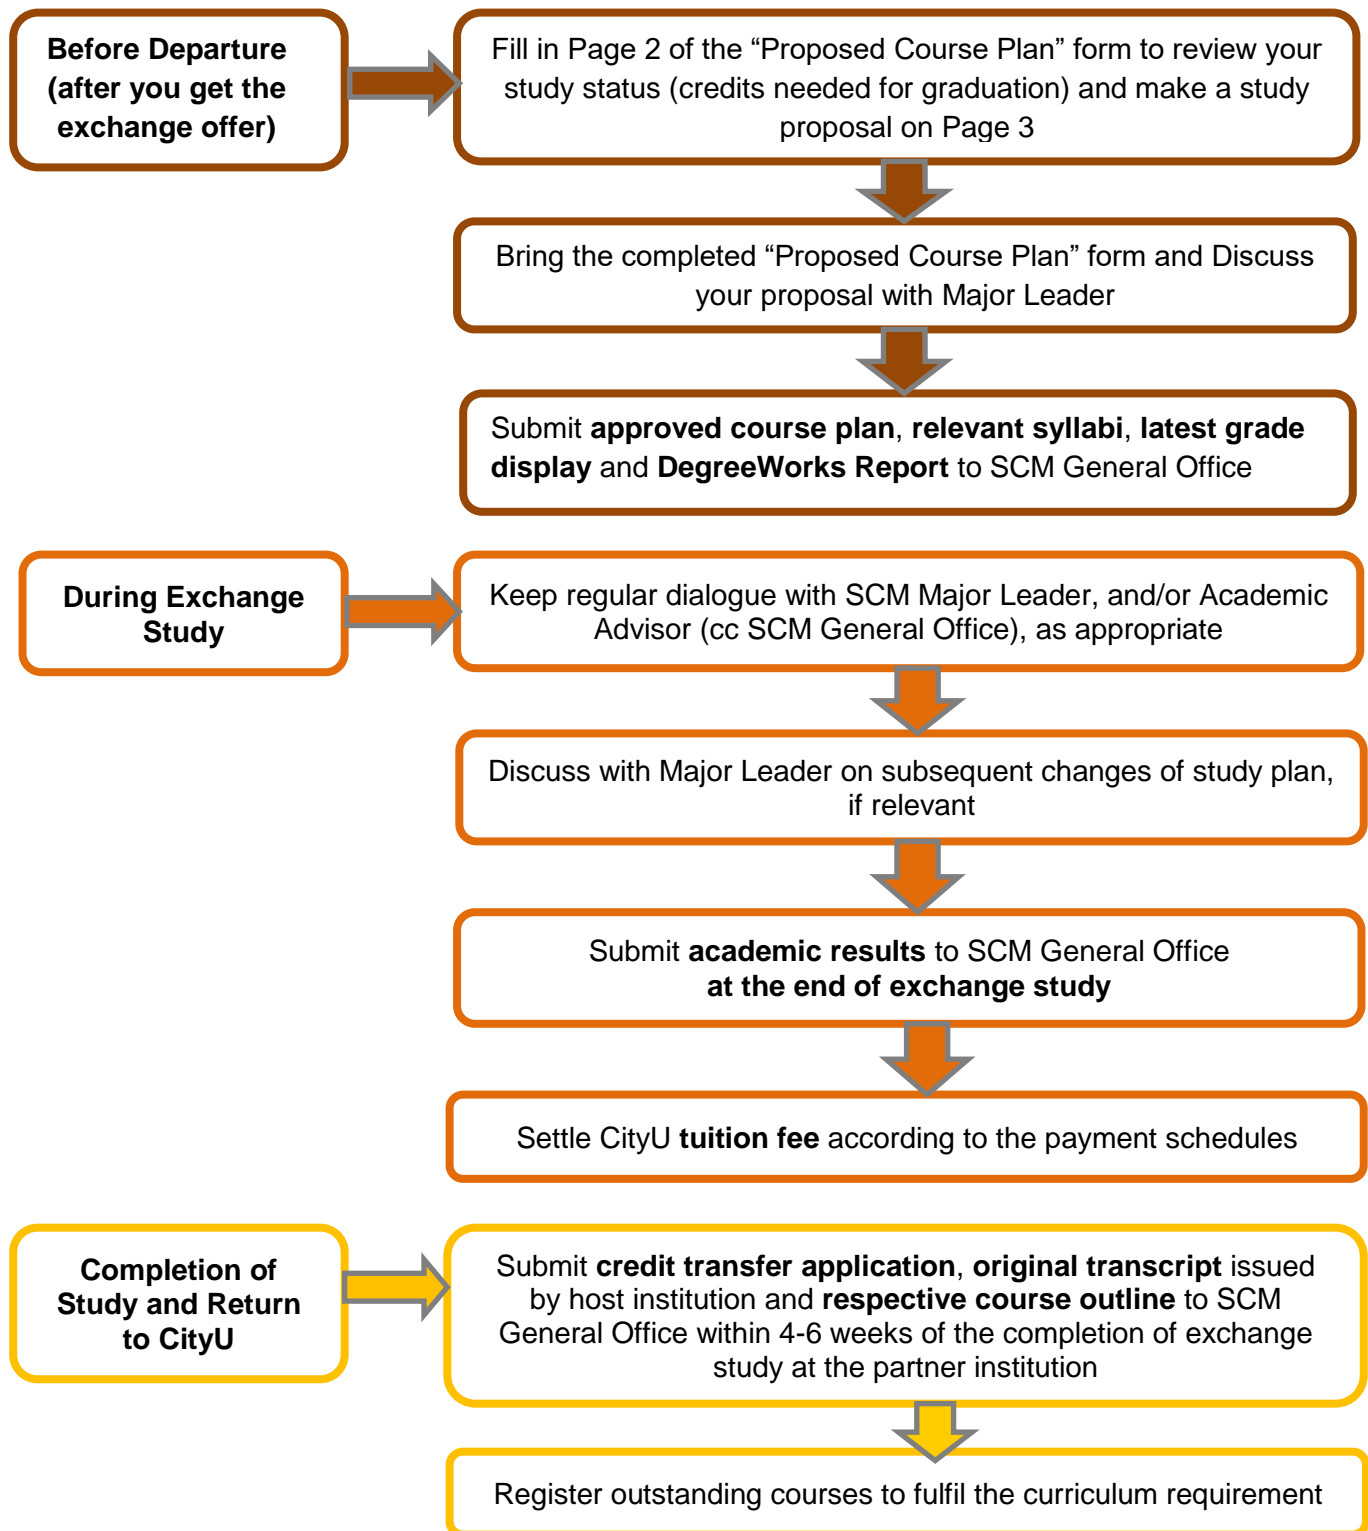 Before Departure
(after you get the
exchange offer)
Fill in Page 2 of the “Proposed Course Plan” form to review your
study status (credits needed for graduation) and make a study
proposal on Page 3
Bring the completed “Proposed Course Plan” form and Discuss
your proposal with Major Leader
Submit approved course plan, relevant syllabi, latest grade
display and DegreeWorks Report to SCM General Office
During Exchange
Study
Keep regular dialogue with SCM Major Leader, and/or Academic
Advisor (cc SCM General Office), as appropriate
Discuss with Major Leader on subsequent changes of study plan,
if relevant
Submit academic results to SCM General Office
at the end of exchange study
Settle CityU tuition fee according to the payment schedules
Completion of
Study and Return
to CityU
Submit credit transfer application, original transcript issued
by host institution and respective course outline to SCM
General Office within 4-6 weeks of the completion of exchange
study at the partner institution
Register outstanding courses to fulfil the curriculum requirement